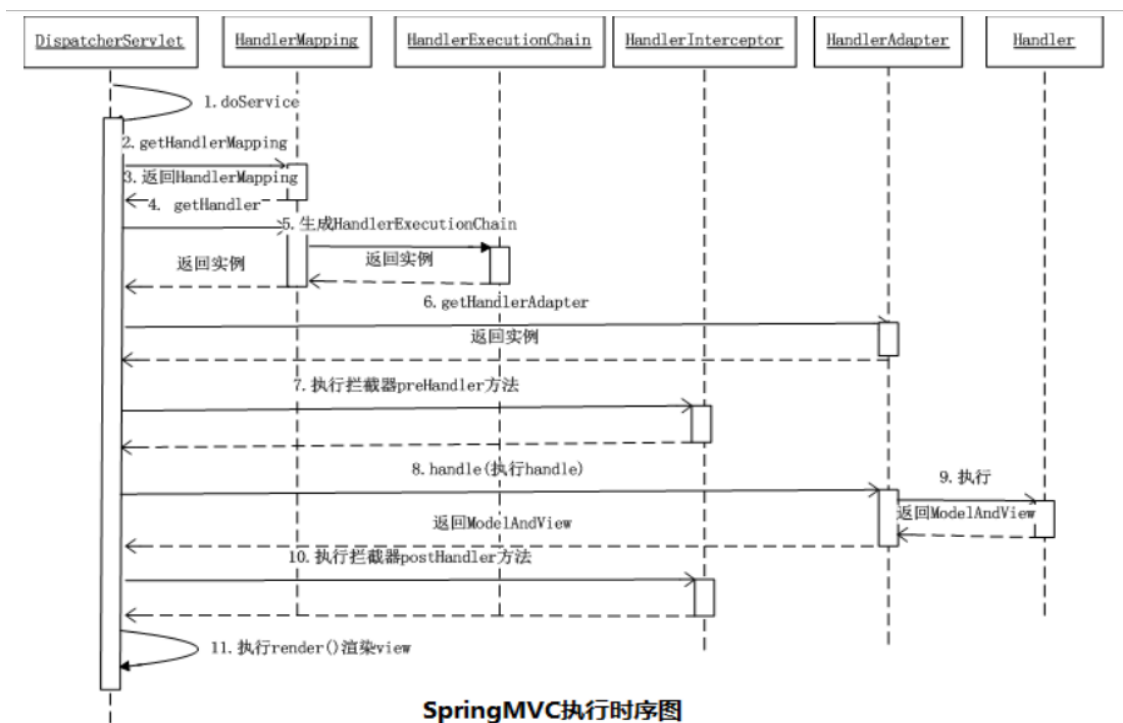 DispatcherServlet
HandlerMapping
HandlerExecutionChain
HandlerInterceptor
HandlerAdapter
Handler
1.doService
2.getHandlerMapping
3.返回HandlerMapping
4. getHandler
5.生成HandlerExecutionChain
返回实例
返回实例
6.getHandlerAdapter
返回实例
7.执行拦截器preHandler方法
8.handle(执行handle)
9.执行
返回ModelAndView
返回ModelAndView
10.执行拦截器postHandler方法
11.执行render()渲染view
SpringMVC执行时序图